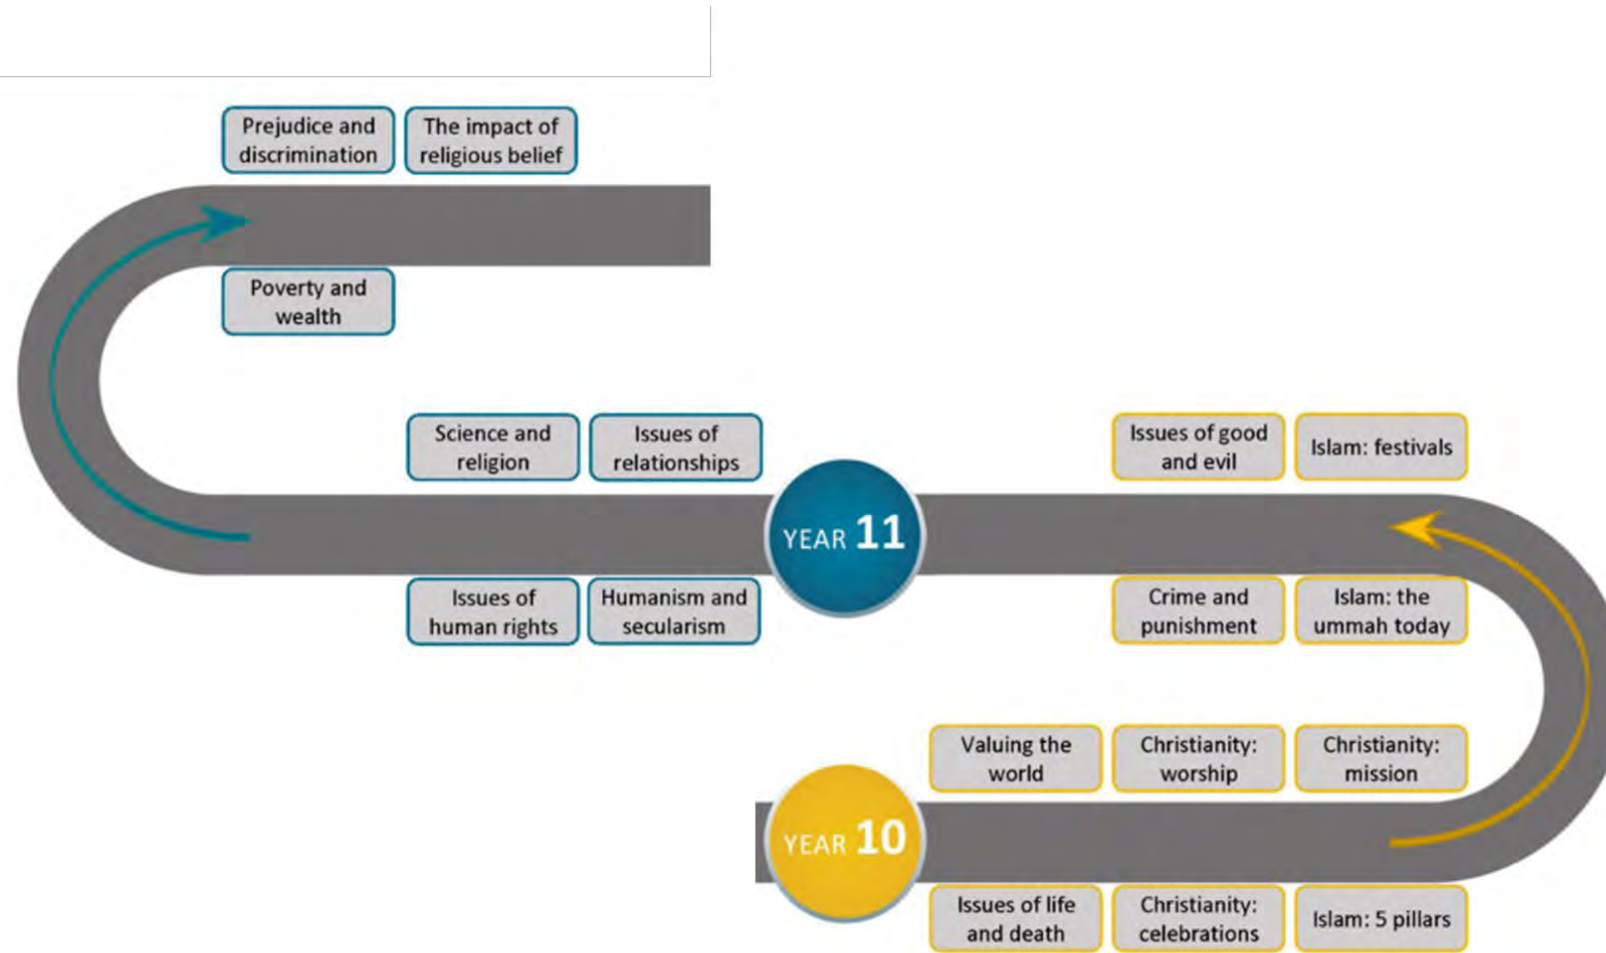 Prejudice and
discrimination
The impact of
religious belief
Poverty and
wealth
Science and
religion
Issues of
relationships
Issues of good
and evil
Islam: festivals
YEAR 11
Issues of
human rights
Humanism and
secularism
Crime and
punishment
Islam: the
ummah today
Valuing the
world
Christianity:
worship
Christianity:
mission
YEAR 10
Issues of life
and death
Christianity:
celebrations
Islam: 5 pillars